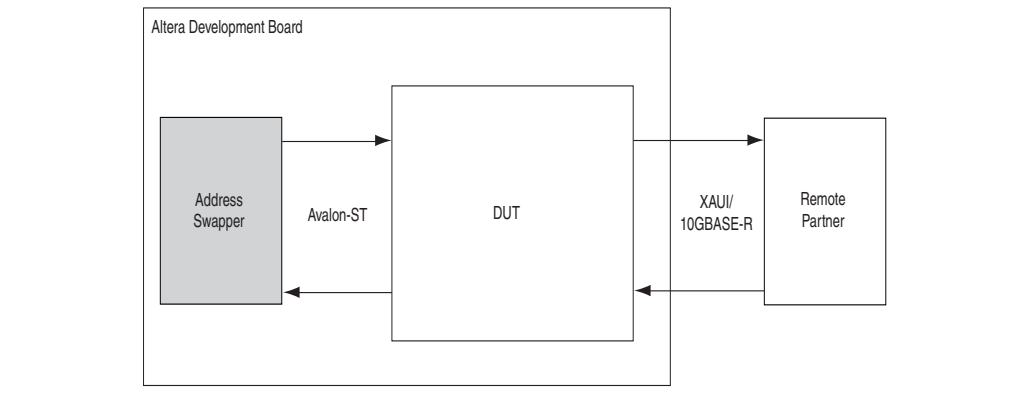 Altera Development Board
Address
Swapper
Avalon-ST
DUT
XAUI/
10GBASE-R
Remote
Partner